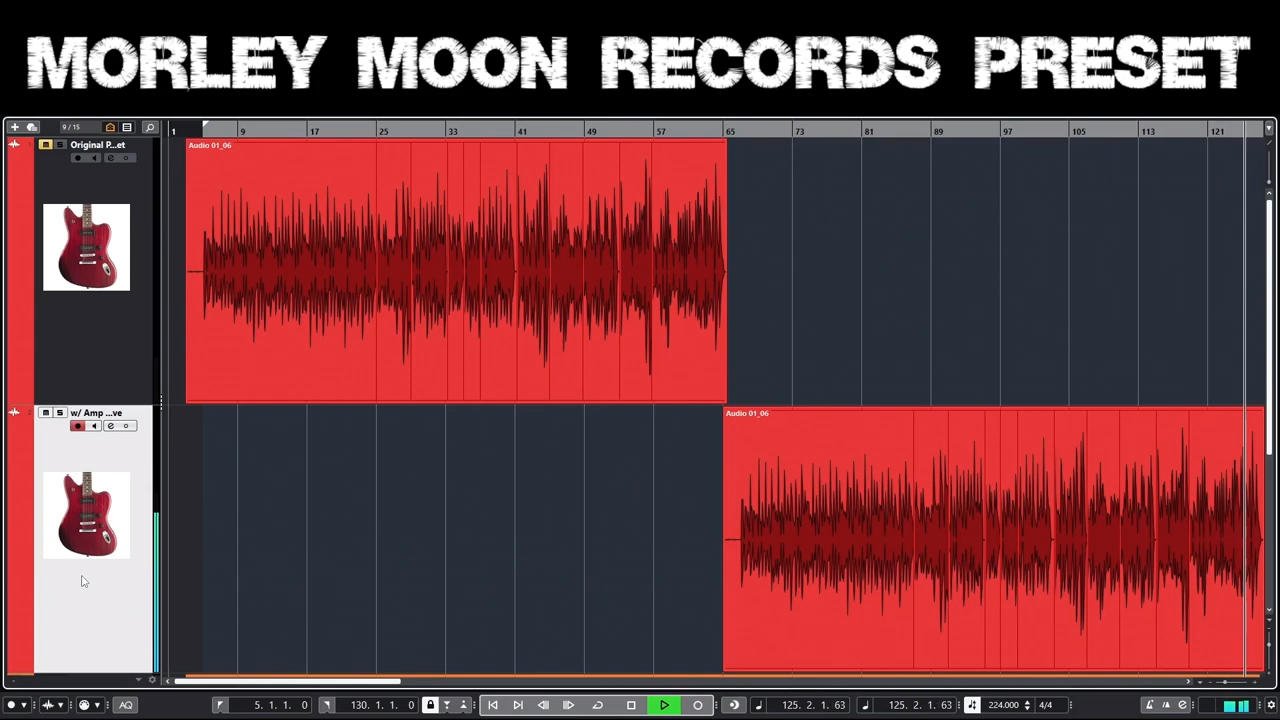 MORLEY MOON RECORDS PRESET
9 / 15
1 9 17 25 33 41 49 57 65 73 81 89 97 105 113 121
Original P...et
Audio 01_06
m S
e
w/ Amp ...ve
Audio 01_06
m S
e
AQ
5. 1. 1. 0
130. 1. 1. 0
125. 2. 1. 63
125. 2. 1. 63
224.000
4/4